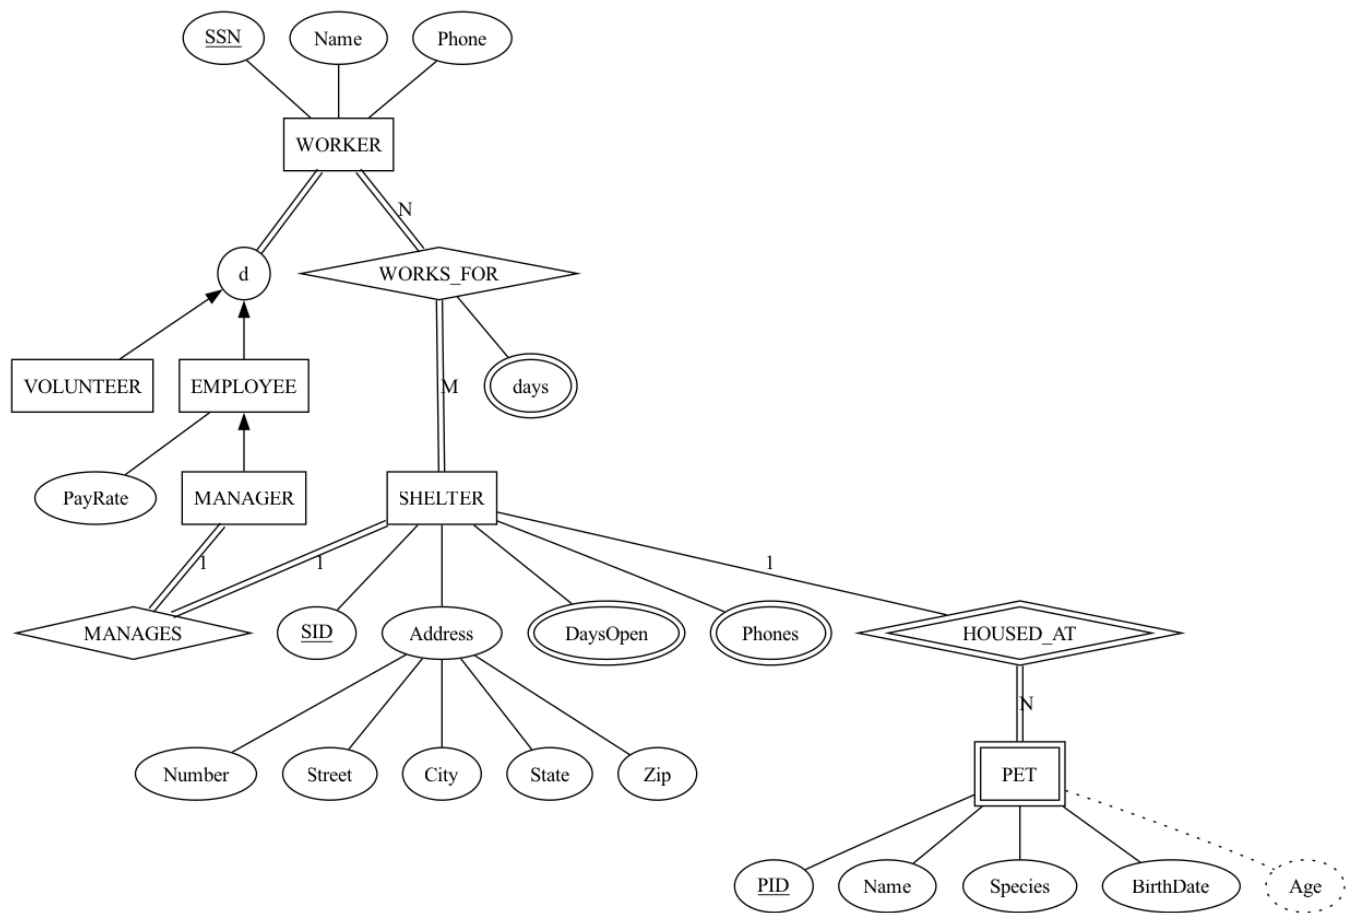 SSN
Name
Phone
WORKER
N
d
WORKS_FOR
VOLUNTEER
EMPLOYEE
M
days
PayRate
MANAGER
SHELTER
1
1
1
MANAGES
SID
Address
DaysOpen
Phones
HOUSED_AT
N
Number
Street
City
State
Zip
PET
PID
Name
Species
BirthDate
Age